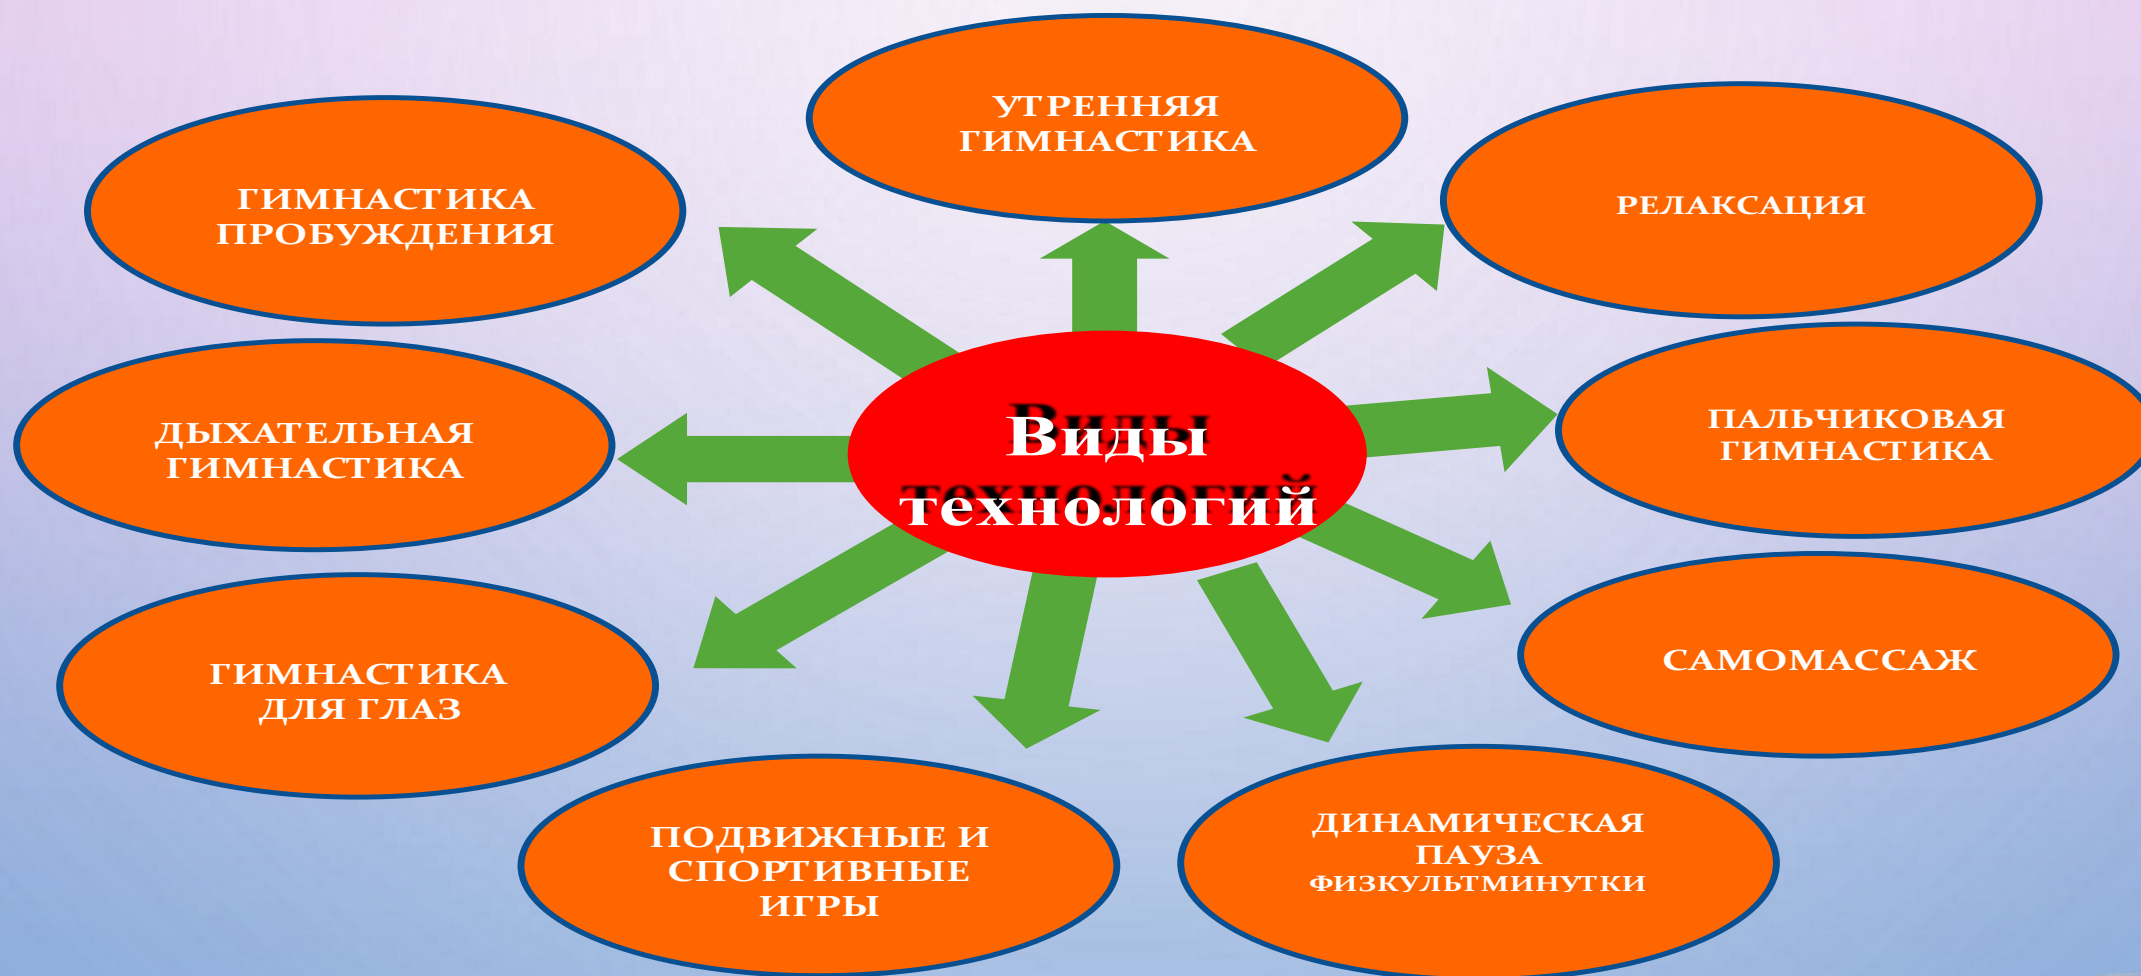 УТРЕННЯЯ
ГИМНАСТИКА
ГИМНАСТИКА
ПРОБУЖДЕНИЯ
РЕЛАКСАЦИЯ
ДЫХАТЕЛЬНАЯ
ГИМНАСТИКА
Виды
технологий
ПАЛЬЧИКОВАЯ
ГИМНАСТИКА
ГИМНАСТИКА
ДЛЯ ГЛАЗ
САМОМАССАЖ
ПОДВИЖНЫЕ И
СПОРТИВНЫЕ
ИГРЫ
ДИНАМИЧЕСКАЯ
ПАУЗА
ФИЗКУЛЬТМИНУТКИ